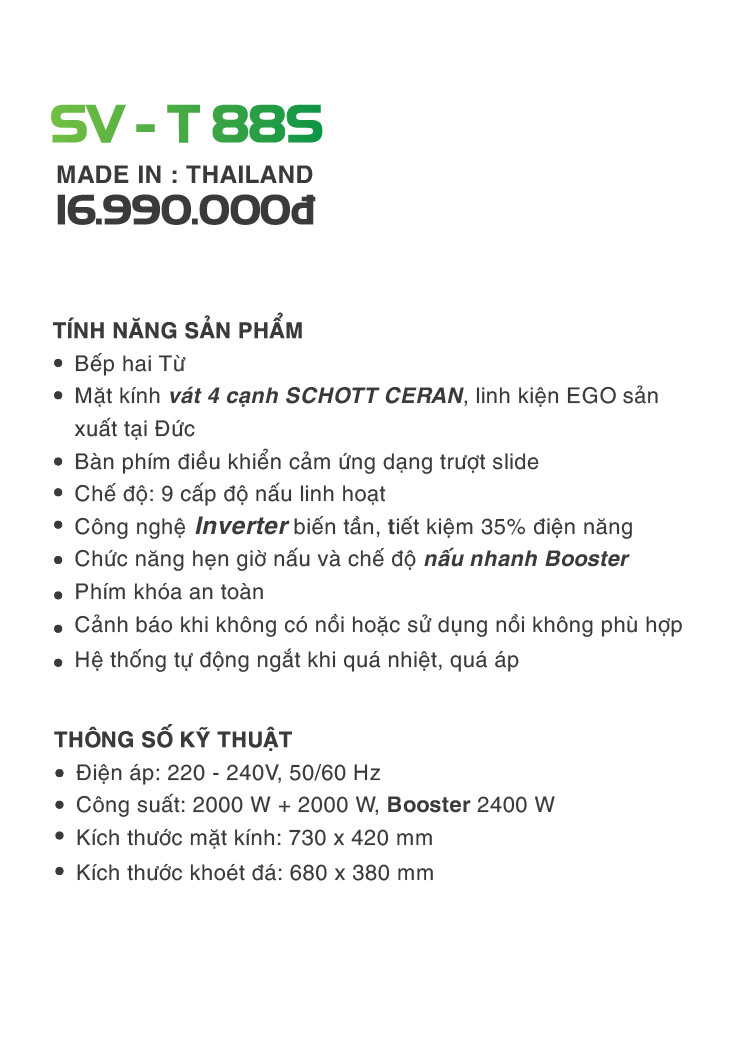 SV - T 88S
MADE IN : THAILAND
16.990.000đ
TÍNH NĂNG SẢN PHẨM
• Bếp hai Từ
• Mặt kính vát 4 cạnh SCHOTT CERAN, linh kiện EGO sản
xuất tại Đức
• Bàn phím điều khiển cảm ứng dạng trượt slide
• Chế độ: 9 cấp độ nấu linh hoạt
• Công nghệ Inverter biến tần, tiết kiệm 35% điện năng
• Chức năng hẹn giờ nấu và chế độ nấu nhanh Booster
• Phím khóa an toàn
• Cảnh báo khi không có nồi hoặc sử dụng nồi không phù hợp
• Hệ thống tự động ngắt khi quá nhiệt, quá áp
THÔNG SỐ KỸ THUẬT
• Điện áp: 220 - 240V, 50/60 Hz
• Công suất: 2000 W + 2000 W, Booster 2400 W
• Kích thước mặt kính: 730 x 420 mm
• Kích thước khoét đá: 680 x 380 mm